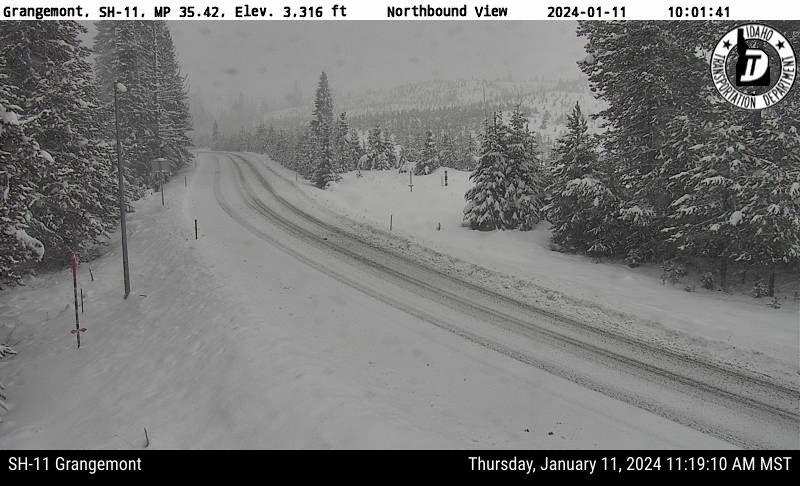 Grangemont, SH-11, MP 35.42, Elev. 3,316 ft Northbound View 2024-01-11 10:01:41
IDAHO
TRANSPORTATION DEPARTMENT
SH-11 Grangemont Thursday, January 11, 2024 11:19:10 AM MST